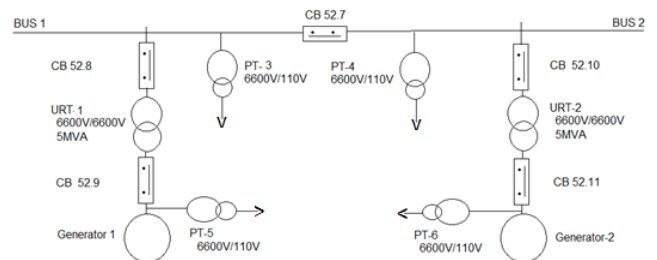 CB 52.7
BUS 1
BUS 2
CB 52.8
PT- 3
6600V/110V
PT-4
6600V/110V
CB 52.10
URT- 1
6600V/6600V
5MVA
URT-2
6600V/6600V
5MVA
V
V
CB 52.9
CB 52.11
Generator 1
PT-5
6600V/110V
PT-6
6600V/110V
Generator-2